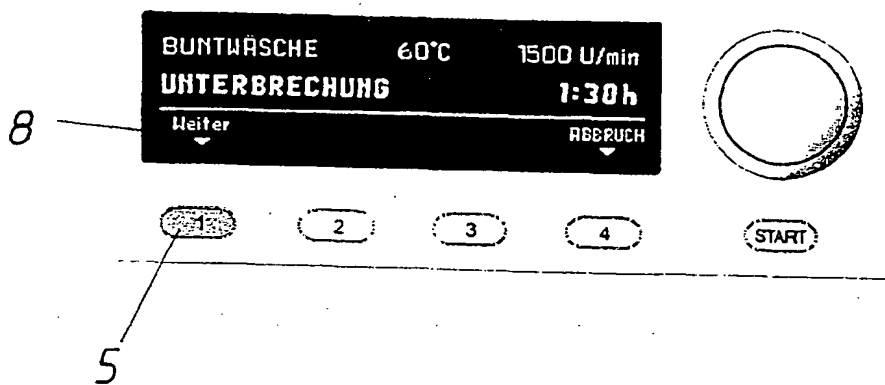 BUNTWÄSCHE 60°C 1500 U/min
UNTERBRECHUNG 1:30h
Weiter ABBRUCH
8
1 2 3 4 START
5